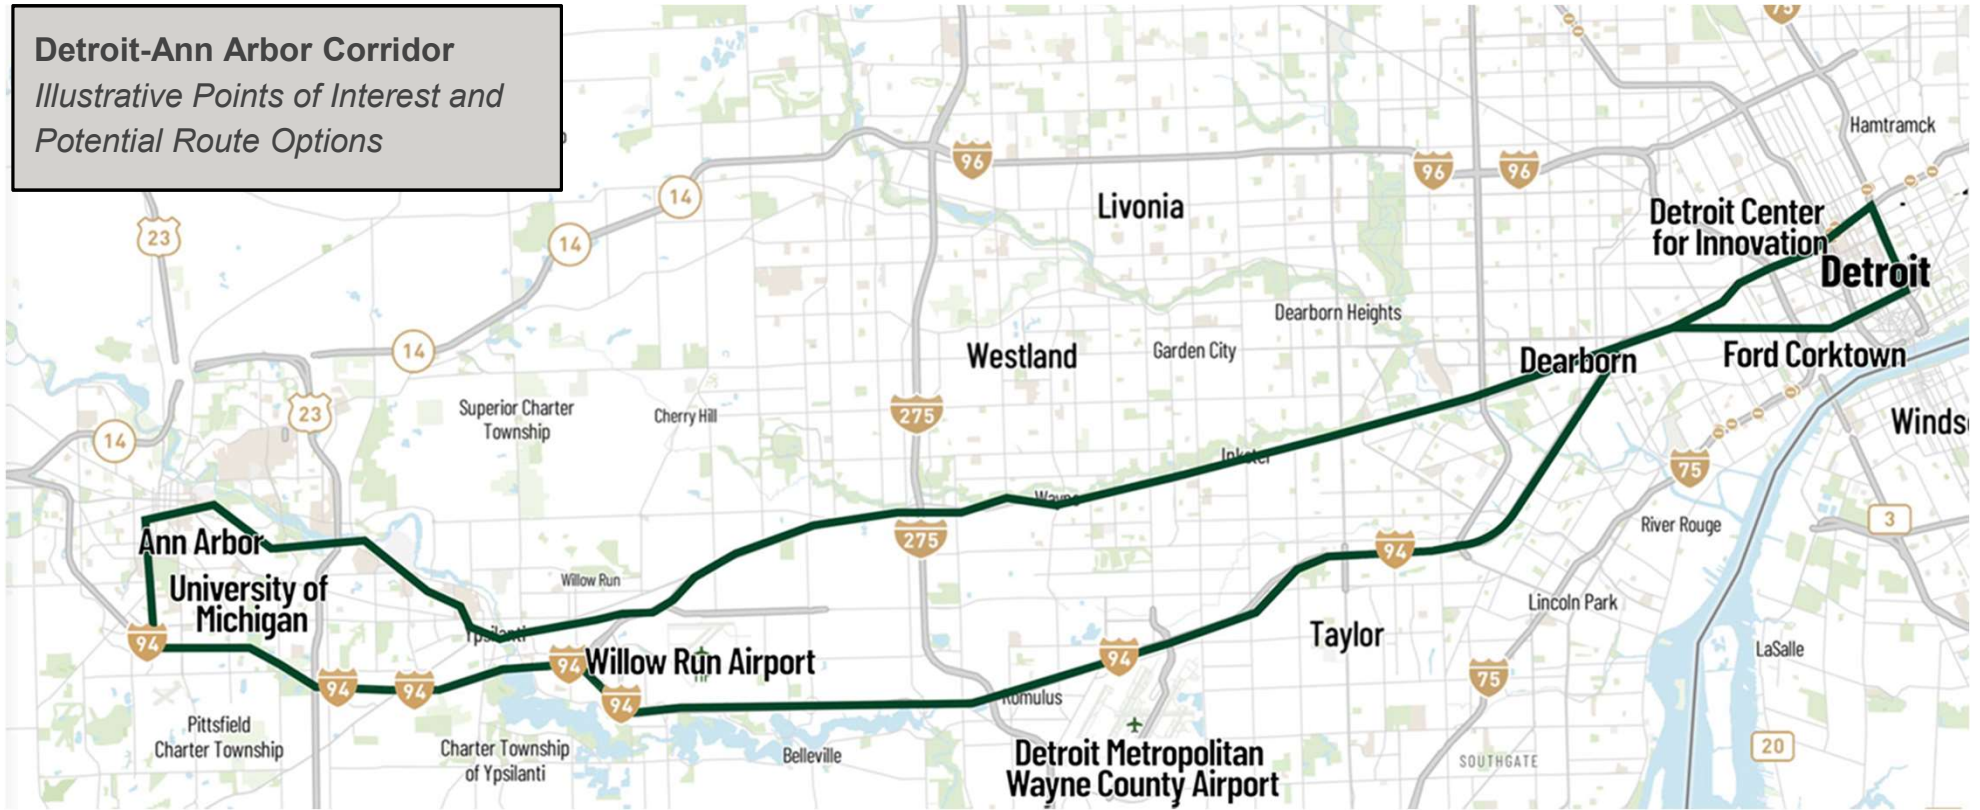 Detroit-Ann Arbor Corridor
Illustrative Points of Interest and
Potential Route Options
75
Hamtramck
96
96
96
14
Livonia
Detroit Center
for Innovation
23
14
Detroit
Dearborn Heights
14
Westland
Garden City
Dearborn
Ford Corktown
23
Superior Charter
Township
Cherry Hill
275
14
Inkster
75
Wayne
3
River Rouge
275
94
Ann Arbor
University of
Michigan
Willow Run
Lincoln Park
Ypsilanti
94
Taylor
LaSalle
94
94
Willow Run Airport
94
94
94
75
Romulus
Pittsfield
Charter Township
Charter Township
of Ypsilanti
Belleville
Detroit Metropolitan
Wayne County Airport
SOUTHGATE
20